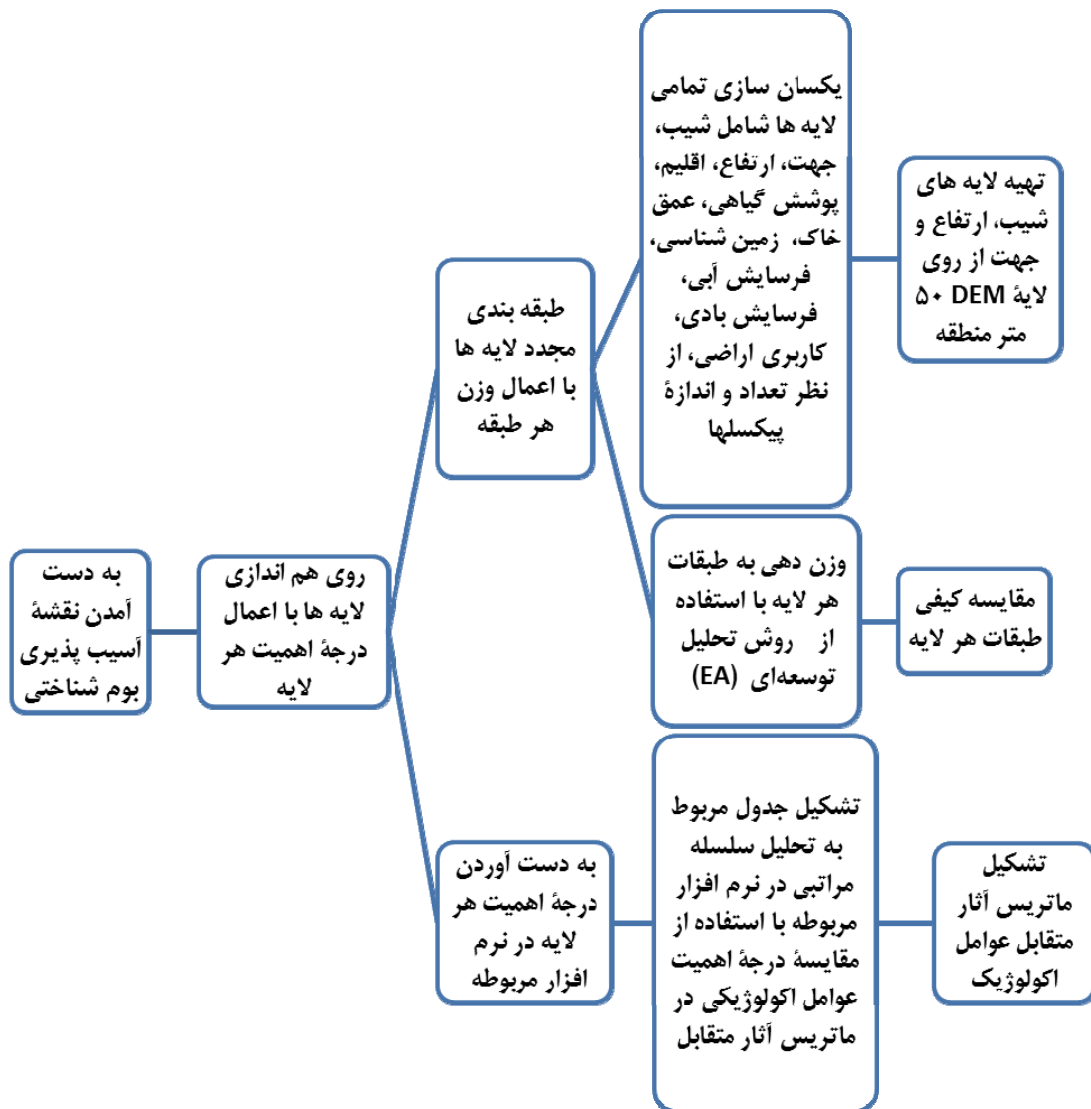 تهیه لایه های
شیب، ارتفاع و
جهت از روی
لایهٔ DEM ۵۰
متر منطقه
یکسان سازی تمامی
لایه ها شامل شیب،
جهت، ارتفاع، اقلیم،
پوشش گیاهی، عمق
خاک، زمین شناسی،
فرسایش آبی،
فرسایش بادی،
کاربری اراضی، از
نظر تعداد و اندازهٔ
پیکسلها
طبقه بندی
مجدد لایه ها
با اعمال وزن
هر طبقه
مقایسه کیفی
طبقات هر لایه
وزن دهی به طبقات
هر لایه با استفاده
از روش تحلیل
توسعه‌ای (EA)
روی هم اندازی
لایه ها با اعمال
درجهٔ اهمیت هر
لایه
به دست
آمدن نقشهٔ
آسیب پذیری
بوم شناختی
تشکیل
ماتریس آثار
متقابل عوامل
اکولوژیک
تشکیل جدول مربوط
به تحلیل سلسله
مراتبی در نرم افزار
مربوطه با استفاده از
مقایسهٔ درجهٔ اهمیت
عوامل اکولوژیکی در
ماتریس آثار متقابل
به دست آوردن
درجهٔ اهمیت هر
لایه در نرم
افزار مربوطه